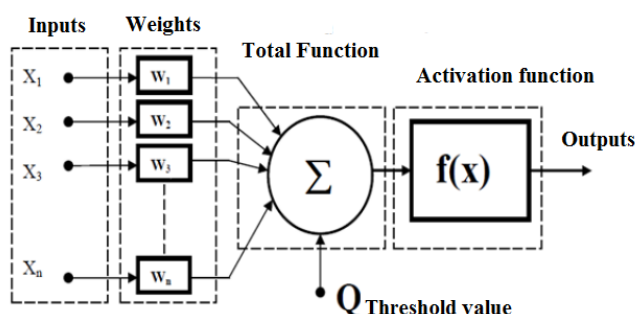 Inputs
Weights
Total Function
Activation function
X1
W1
X2
W2
X3
W3
Xn
Wn
Σ
f(x)
Outputs
Q Threshold value